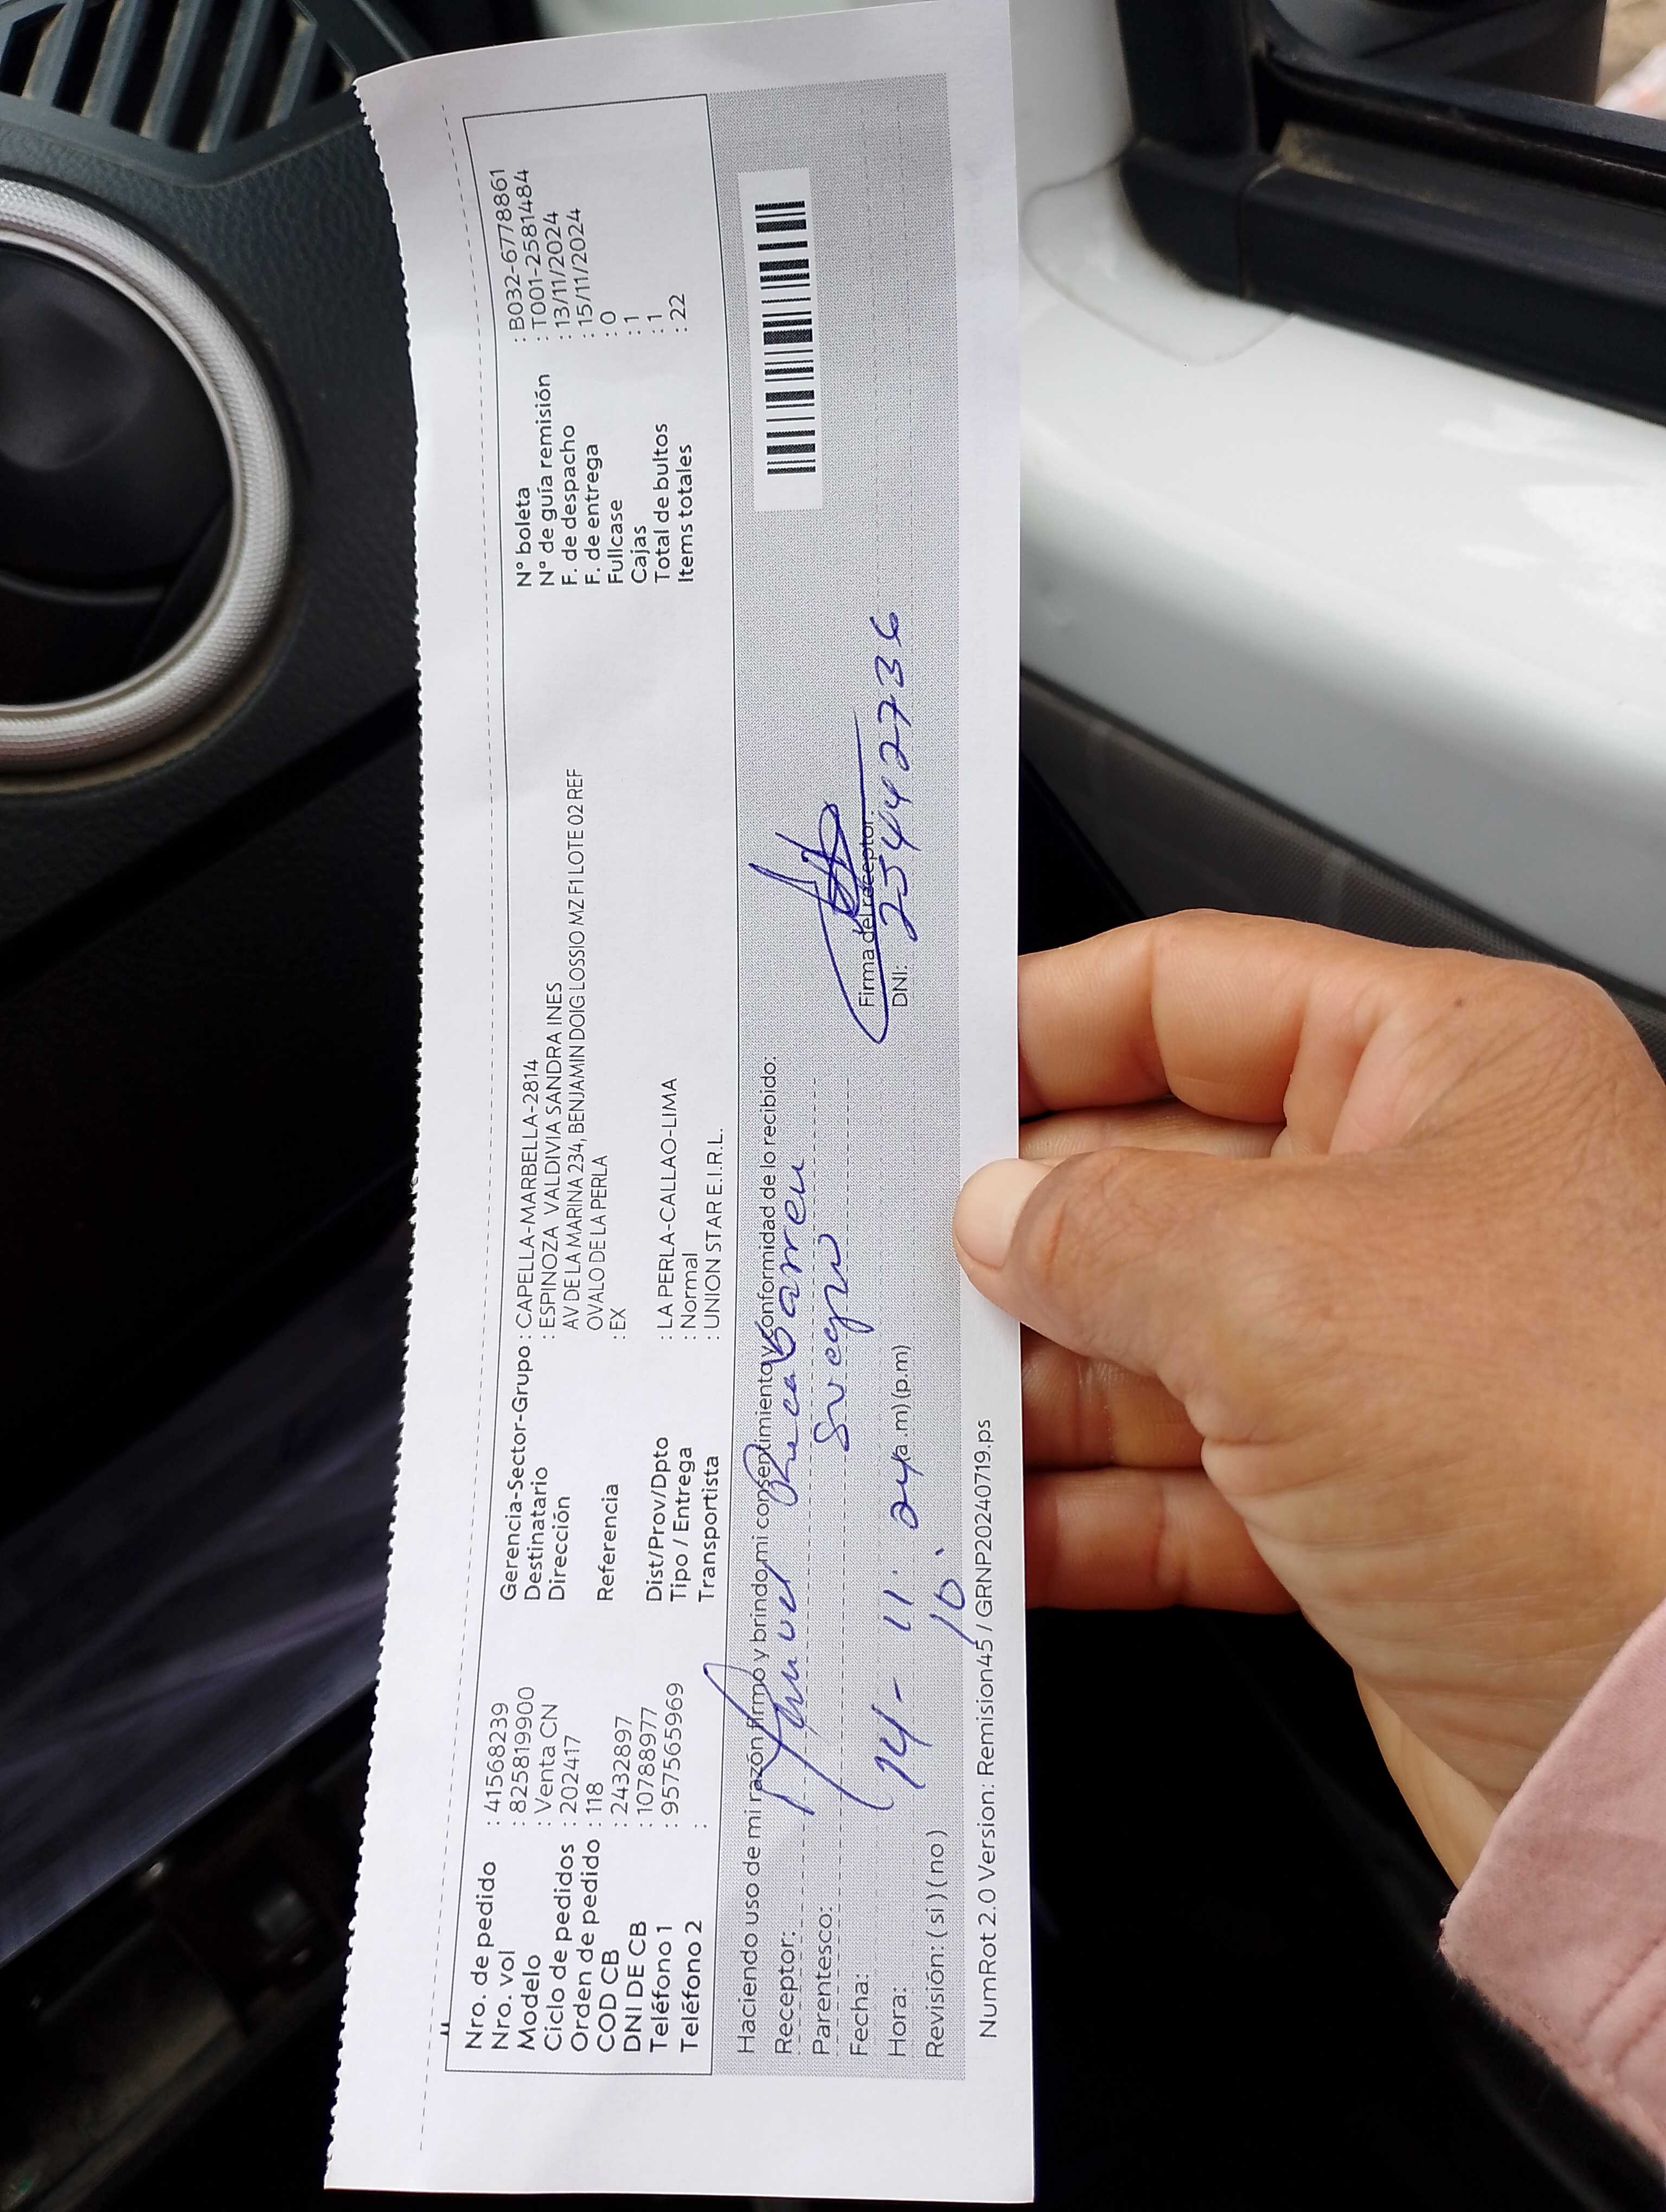 Nro. de pedido : 41568239
Nro. vol : 825819900
Modelo : Venta CN
Ciclo de pedidos : 202417
Orden de pedido : 118
COD CB : 2432897
DNI DE CB : 10788977
Teléfono 1 : 957565969
Teléfono 2 :
Gerencia-Sector-Grupo : CAPELLA-MARBELLA-2814
Destinatario : ESPINOZA VALDIVIA SANDRA INES
Dirección AV DE LA MARINA 234, BENJAMIN DOIG LOSSIO MZ F1 LOTE 02 REF
OVALO DE LA PERLA
Referencia : EX
Dist/Prov/Dpto : LA PERLA-CALLAO-LIMA
Tipo / Entrega : Normal
Transportista : UNION STAR E.I.R.L.
N° boleta : B032-6778861
N° de guía remisión : T001-2581484
F. de despacho : 13/11/2024
F. de entrega : 15/11/2024
Fullcase : 0
Cajas : 1
Total de bultos : 1
Items totales : 22
Haciendo uso de mi razón firmo y brindo mi consentimiento y conformidad de lo recibido:
Receptor:
Parentesco: Suegro
Fecha: 14- 11. 24
Hora: (a.m) (p.m)
Revisión: ( si ) ( no ) 10.
Firma del receptor:
DNI: 25442736
NumRot 2.0 Version: Remision45 / GRNP20240719.ps